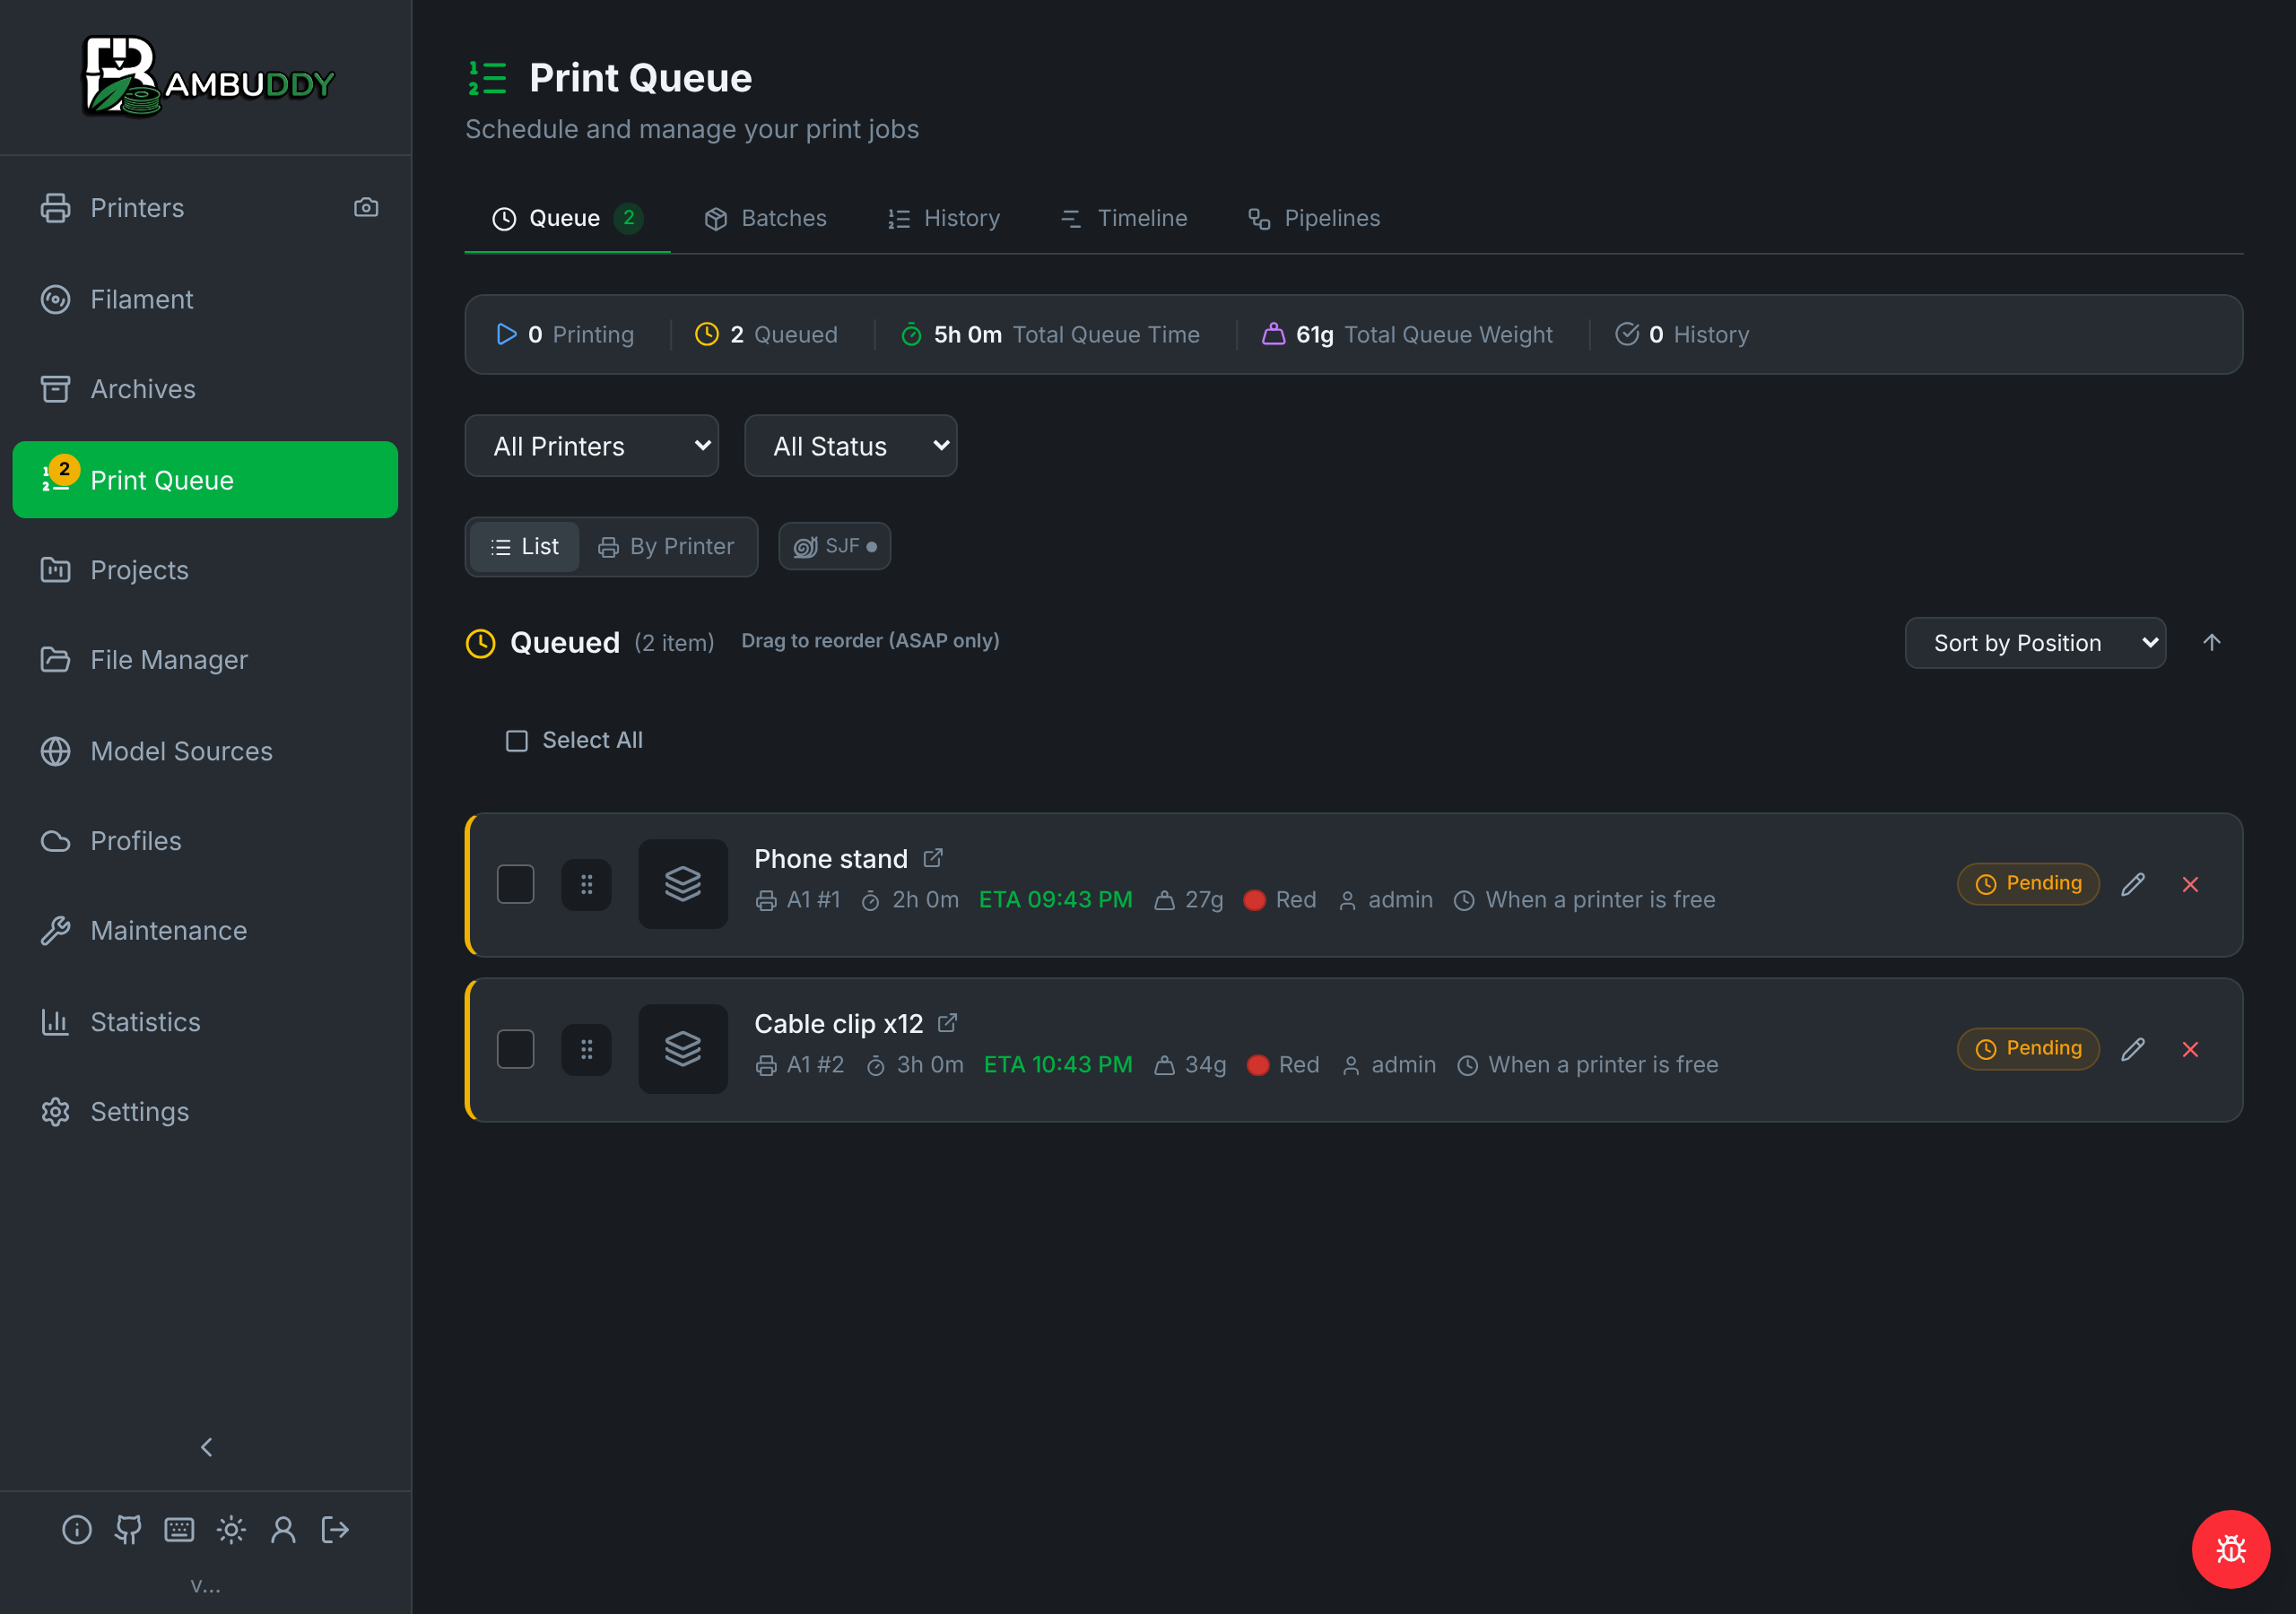 BAMBUDDY
Printers
Filament
Archives
2 Print Queue
Projects
File Manager
Model Sources
Profiles
Maintenance
Statistics
Settings
v...
Print Queue
Schedule and manage your print jobs
Queue 2 Batches History Timeline Pipelines
0 Printing 2 Queued 5h 0m Total Queue Time 61g Total Queue Weight 0 History
All Printers All Status
List By Printer SJF
Queued (2 item) Drag to reorder (ASAP only) Sort by Position
Select All
Phone stand
A1 #1 2h 0m ETA 09:43 PM 27g Red admin When a printer is free Pending
Cable clip x12
A1 #2 3h 0m ETA 10:43 PM 34g Red admin When a printer is free Pending